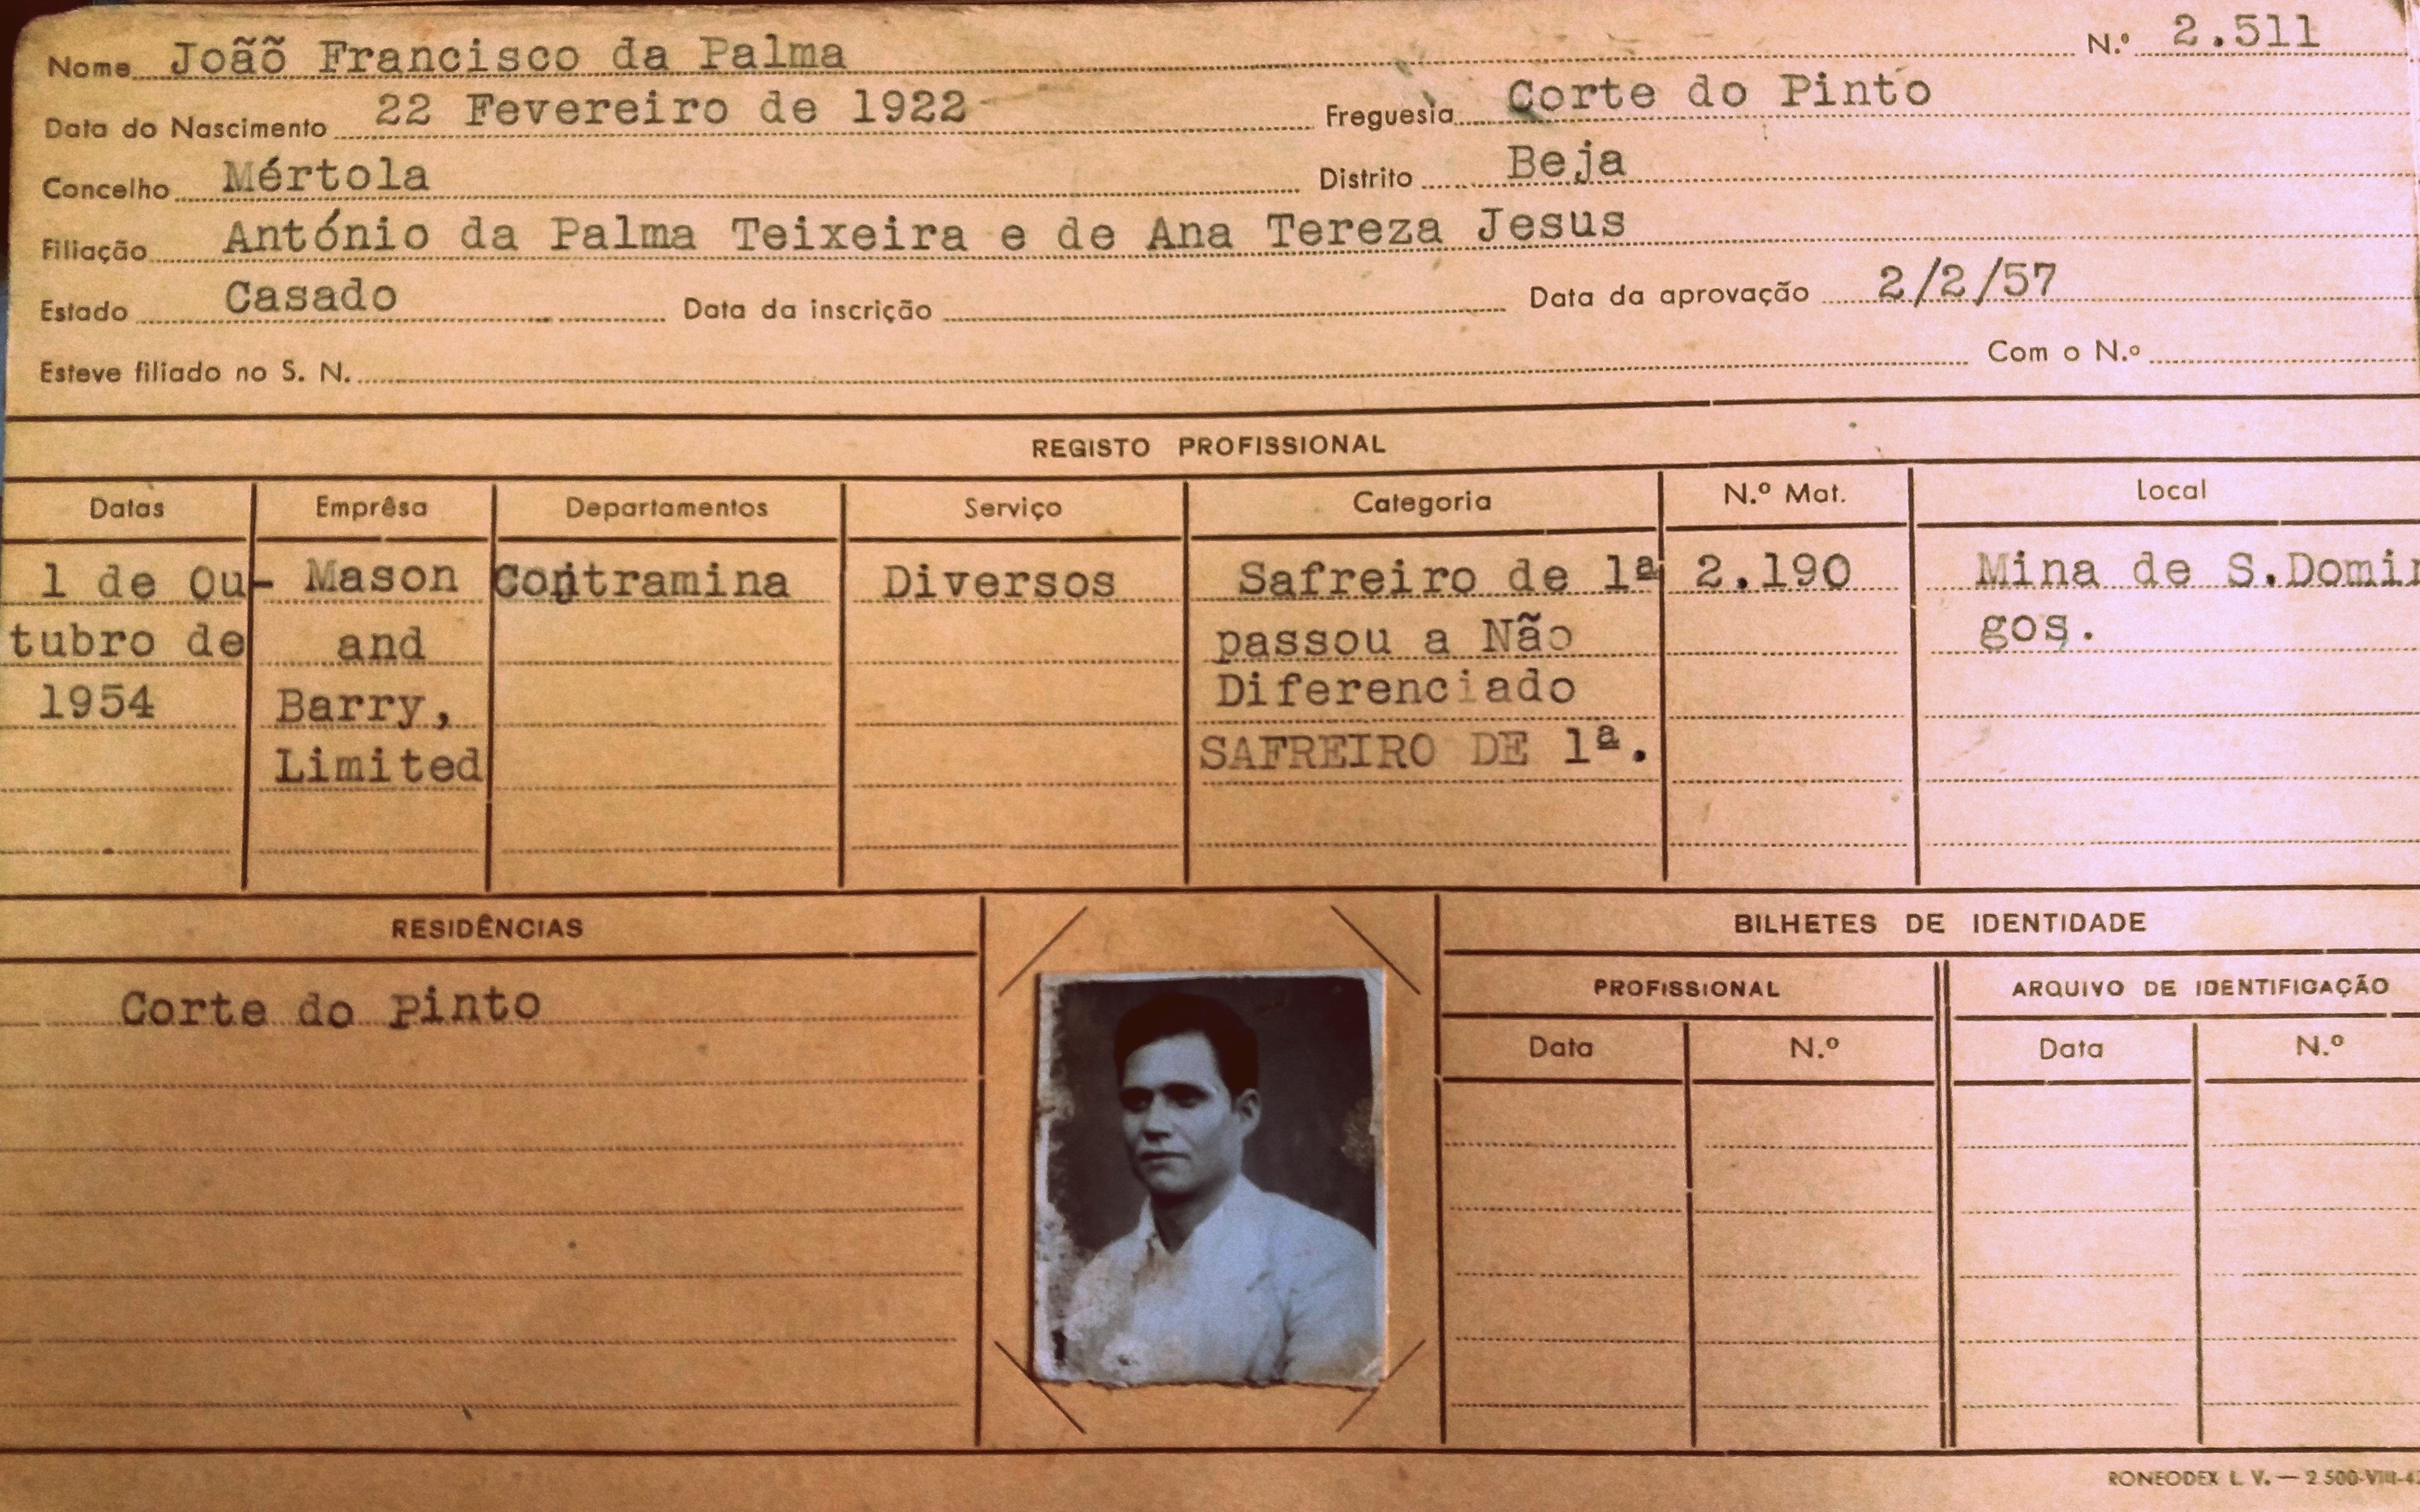 Nome Joãõ Francisco da Palma N.º 2.511
Data do Nascimento 22 Fevereiro de 1922 Freguesia Corte do Pinto
Concelho Mértola Distrito Beja
Filiação António da Palma Teixeira e de Ana Tereza Jesus
Estado Casado Data da inscrição Data da aprovação 2/2/57
Esteve filiado no S. N. Com o N.º
REGISTO PROFISSIONAL
Datas Emprêsa Departamentos Serviço Categoria N.º Mat. Local
1 de Ou- Mason Contramina Diversos Safreiro de 1ª 2.190 Mina de S.Domin
tubro de and passou a Não gos.
1954 Barry, Diferenciado
Limited SAFREIRO DE 1ª.
RESIDÊNCIAS BILHETES DE IDENTIDADE
PROFISSIONAL ARQUIVO DE IDENTIFICAÇÃO
Corte do Pinto
Data N.º Data N.º
RONEODEX L. V. — 2.500-VIII-4